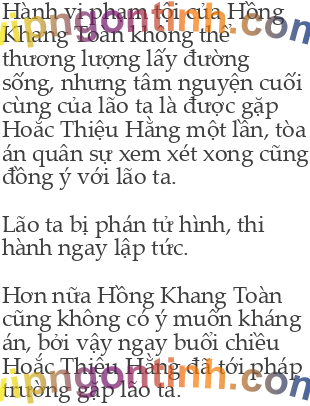 Hành vi phạm tội của Hồng
Khang Toàn không thể
thương lượng lấy đường
sống, nhưng tâm nguyện cuối
cùng của lão ta là được gặp
Hoắc Thiệu Hằng một lần, tòa
án quân sự xem xét xong cũng
đồng ý với lão ta.
Lão ta bị phán tử hình, thi
hành ngay lập tức.
Hơn nữa Hồng Khang Toàn
cũng không có ý muốn kháng
án, bởi vậy ngay buổi chiều
Hoắc Thiệu Hằng đã tới pháp
trường gặp lão ta.
vipngontinh.com
vipngontinh.com